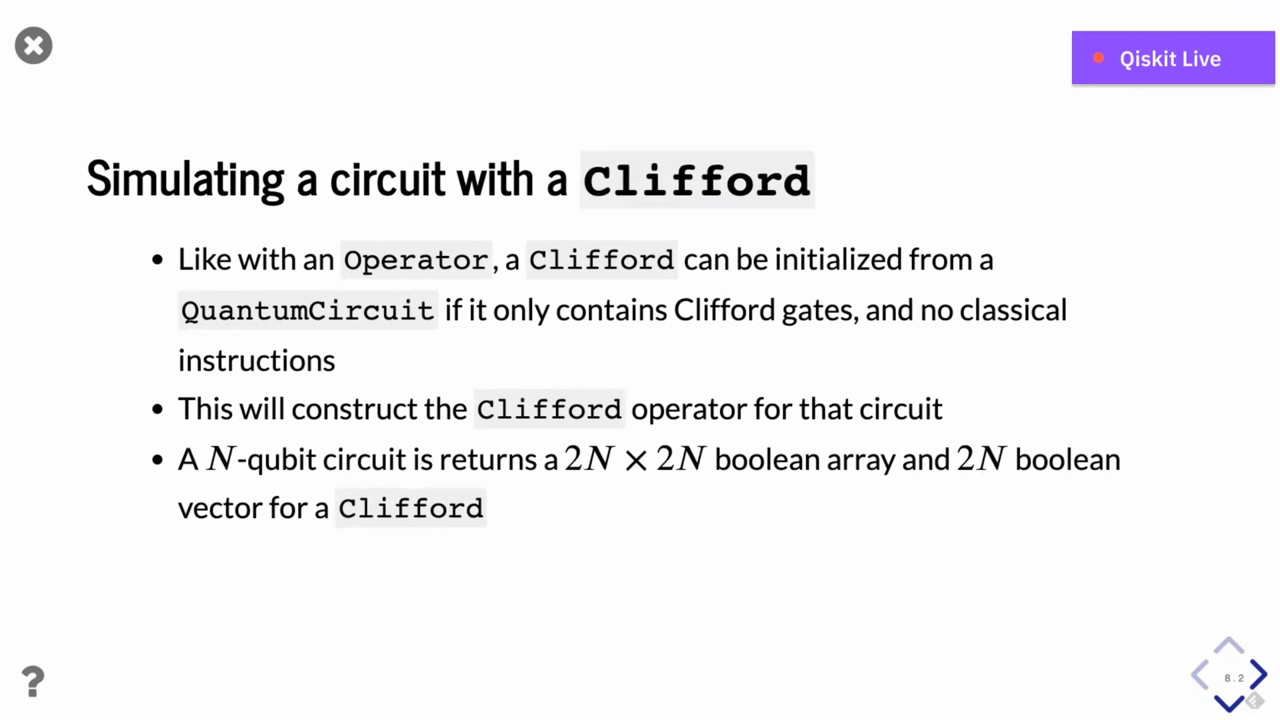 Qiskit Live
Simulating a circuit with a Clifford
• Like with an Operator, a Clifford can be initialized from a
QuantumCircuit if it only contains Clifford gates, and no classical
instructions
• This will construct the Clifford operator for that circuit
• A N-qubit circuit is returns a 2N × 2N boolean array and 2N boolean
vector for a Clifford
?
8.2